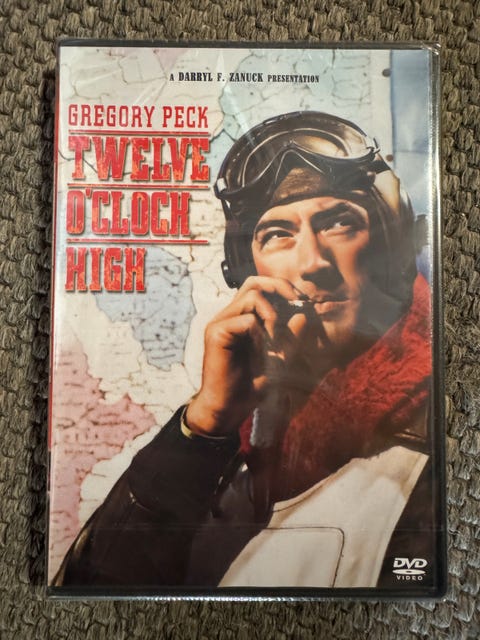 A DARRYL F. ZANUCK PRESENTATION
GREGORY PECK
TWELVE
O'CLOCK
HIGH
DVD
VIDEO